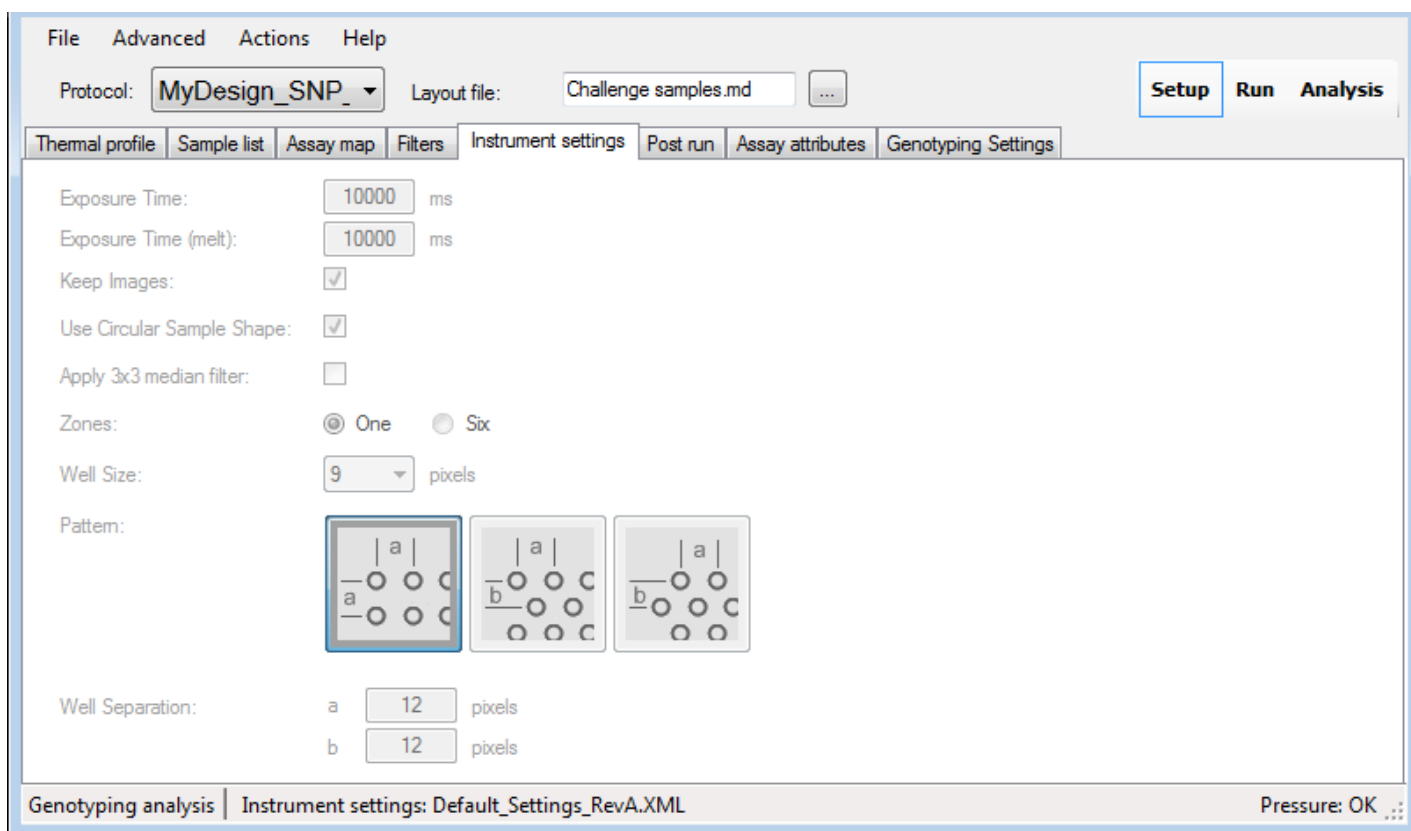 File Advanced Actions Help
Protocol: MyDesign_SNP_ Layout file: Challenge samples.md ... Setup Run Analysis
Thermal profile Sample list Assay map Filters Instrument settings Post run Assay attributes Genotyping Settings
Exposure Time: 10000 ms
Exposure Time (melt): 10000 ms
Keep Images:
Use Circular Sample Shape:
Apply 3x3 median filter:
Zones: One Six
Well Size: 9 pixels
Pattern:
a a a
a b b
Well Separation: a 12 pixels
b 12 pixels
Genotyping analysis Instrument settings: Default_Settings_RevA.XML Pressure: OK